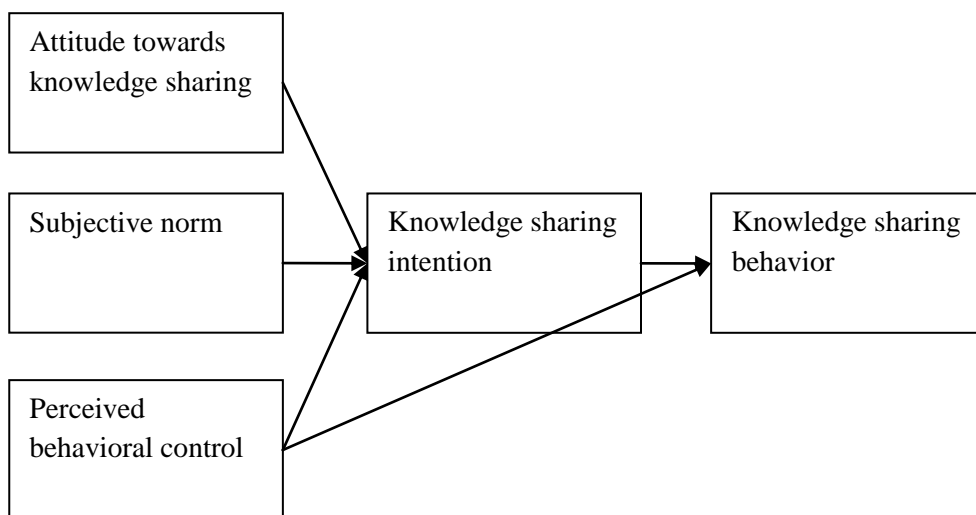 Attitude towards
knowledge sharing
Subjective norm
Knowledge sharing
intention
Knowledge sharing
behavior
Perceived
behavioral control